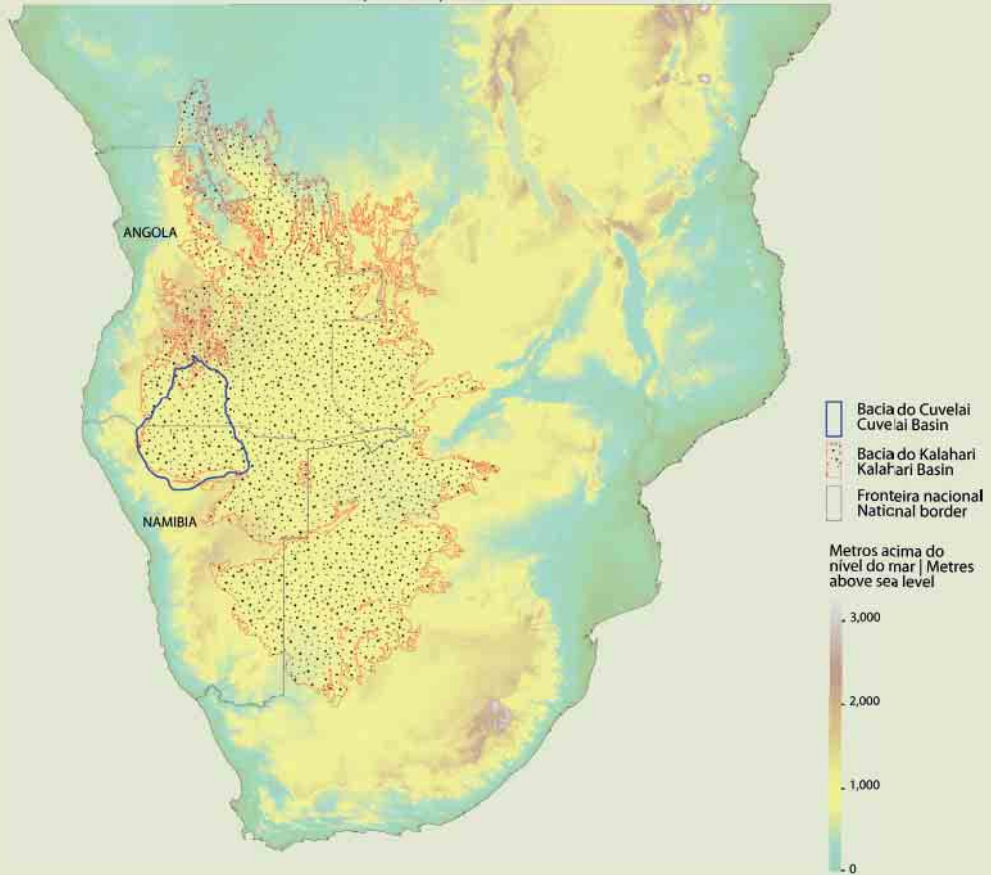 ANGOLA
NAMIBIA
Bacia do Cuvelai
Cuvelai Basin
Bacia do Kalahari
Kalahari Basin
Fronteira nacional
National border
Metros acima do
nível do mar | Metres
above sea level
3,000
2,000
1,000
0